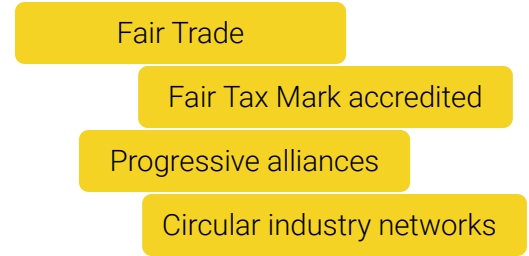 Fair Trade
Fair Tax Mark accredited
Progressive alliances
Circular industry networks